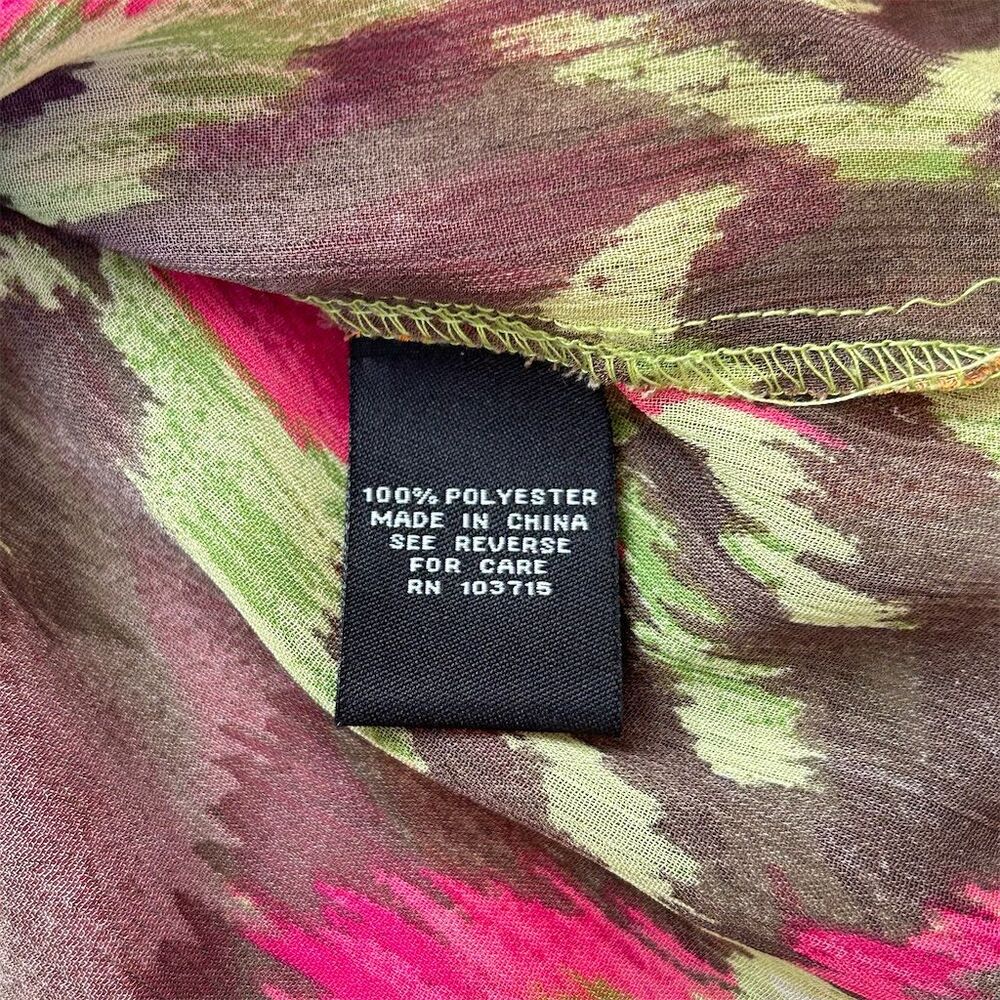 100% POLYESTER
MADE IN CHINA
SEE REVERSE
FOR CARE
RN 103715